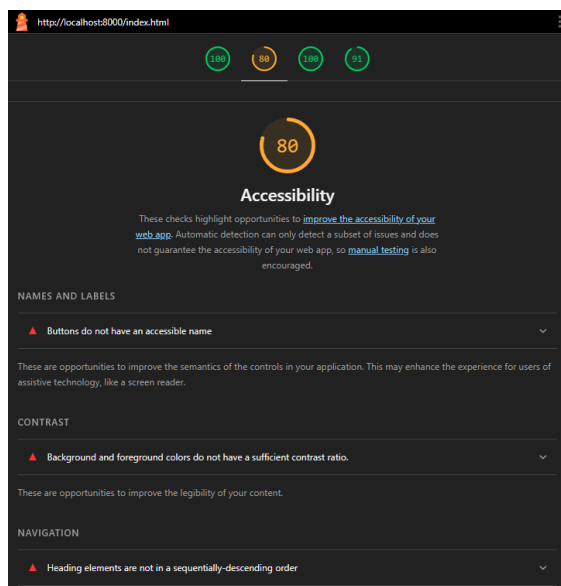 http://localhost:8000/index.html
100 80 100 91
80
Accessibility
These checks highlight opportunities to improve the accessibility of your
web app. Automatic detection can only detect a subset of issues and does
not guarantee the accessibility of your web app, so manual testing is also
encouraged.
NAMES AND LABELS
Buttons do not have an accessible name
These are opportunities to improve the semantics of the controls in your application. This may enhance the experience for users of
assistive technology, like a screen reader.
CONTRAST
Background and foreground colors do not have a sufficient contrast ratio.
These are opportunities to improve the legibility of your content.
NAVIGATION
Heading elements are not in a sequentially-descending order